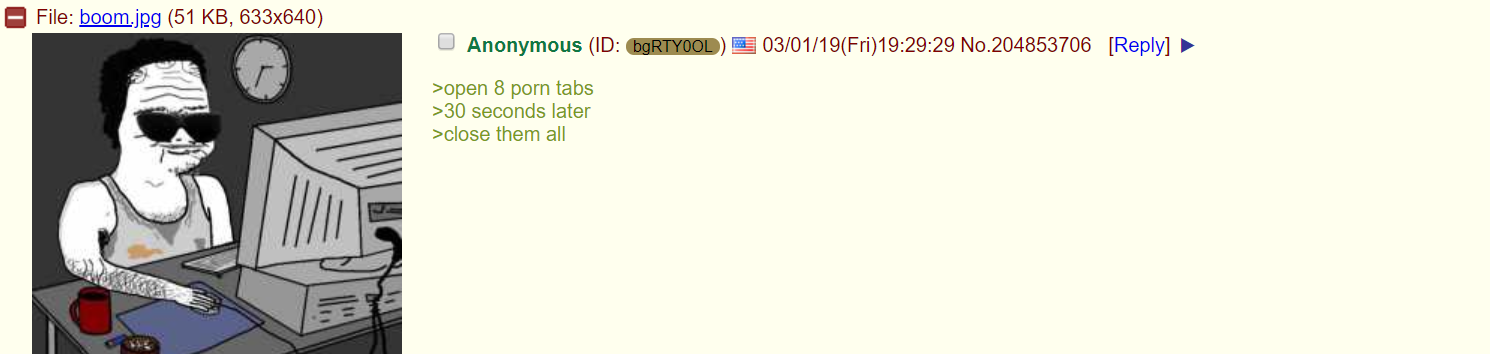 File: boom.jpg (51 KB, 633x640)
Anonymous (ID: bgRTY0OL) 03/01/19(Fri)19:29:29 No.204853706 [Reply] ▶
>open 8 porn tabs
>30 seconds later
>close them all